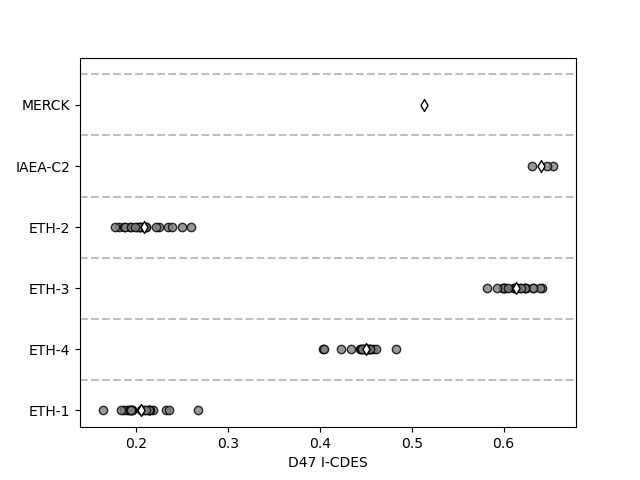 MERCK
IAEA-C2
ETH-2
ETH-3
ETH-4
ETH-1
0.2 0.3 0.4 0.5 0.6
D47 I-CDES